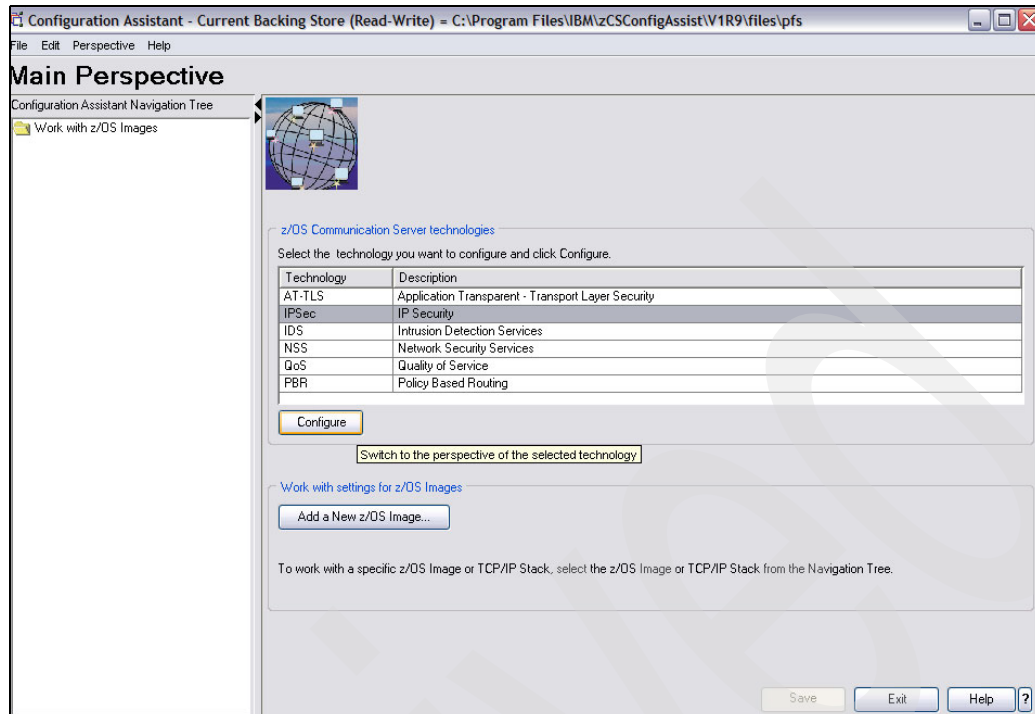 Configuration Assistant - Current Backing Store (Read-Write) = C:\Program Files\IBM\zCSConfigAssist\V1R9\files\pfs
File Edit Perspective Help
Main Perspective
Configuration Assistant Navigation Tree
Work with z/OS Images
z/OS Communication Server technologies
Select the technology you want to configure and click Configure.
Technology Description
AT-TLS Application Transparent - Transport Layer Security
IPSec IP Security
IDS Intrusion Detection Services
NSS Network Security Services
QoS Quality of Service
PBR Policy Based Routing
Configure
Switch to the perspective of the selected technology
Work with settings for z/OS Images
Add a New z/OS Image...
To work with a specific z/OS Image or TCP/IP Stack, select the z/OS Image or TCP/IP Stack from the Navigation Tree.
Save Exit Help ?